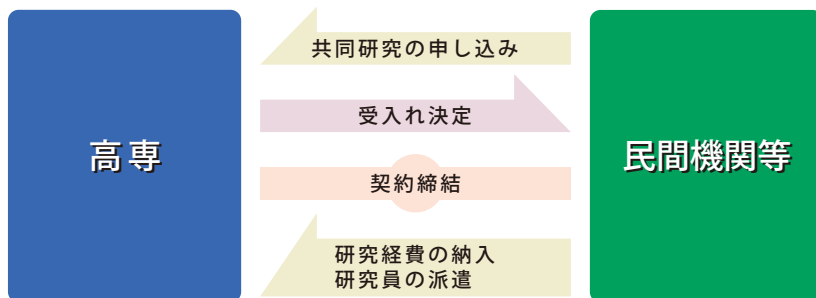 共同研究の申し込み
受入れ決定
高専
民間機関等
契約締結
研究経費の納入
研究員の派遣